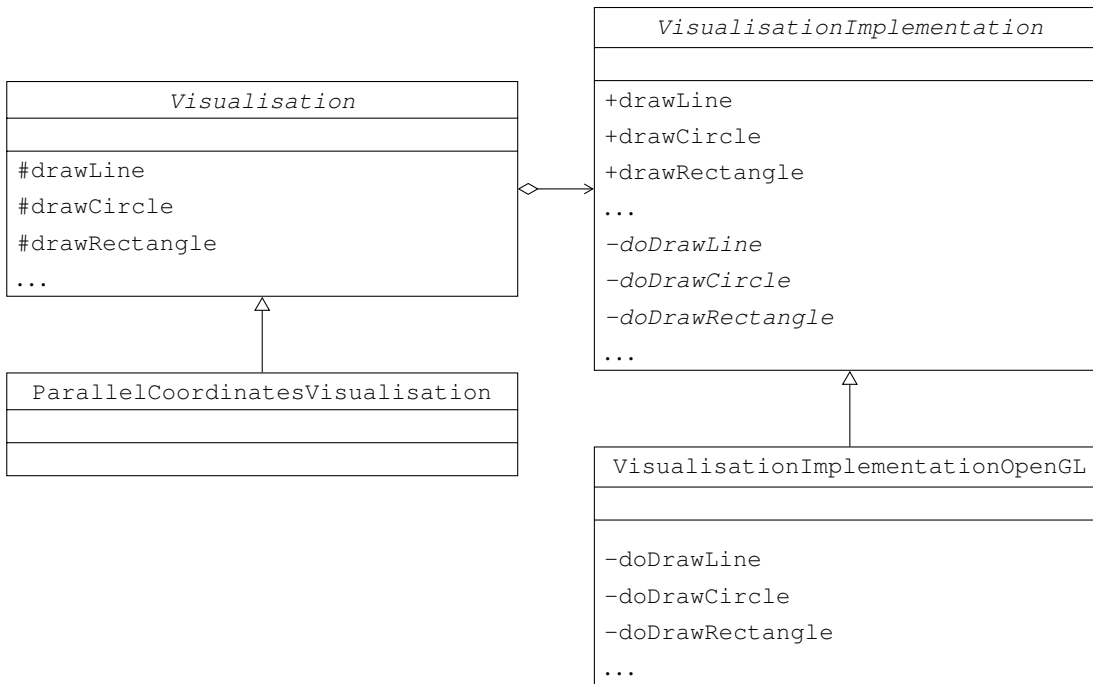 Visualisation
#drawLine
#drawCircle
#drawRectangle
...
ParallelCoordinatesVisualisation
VisualisationImplementation
+drawLine
+drawCircle
+drawRectangle
...
-doDrawLine
-doDrawCircle
-doDrawRectangle
...
VisualisationImplementationOpenGL
-doDrawLine
-doDrawCircle
-doDrawRectangle
...